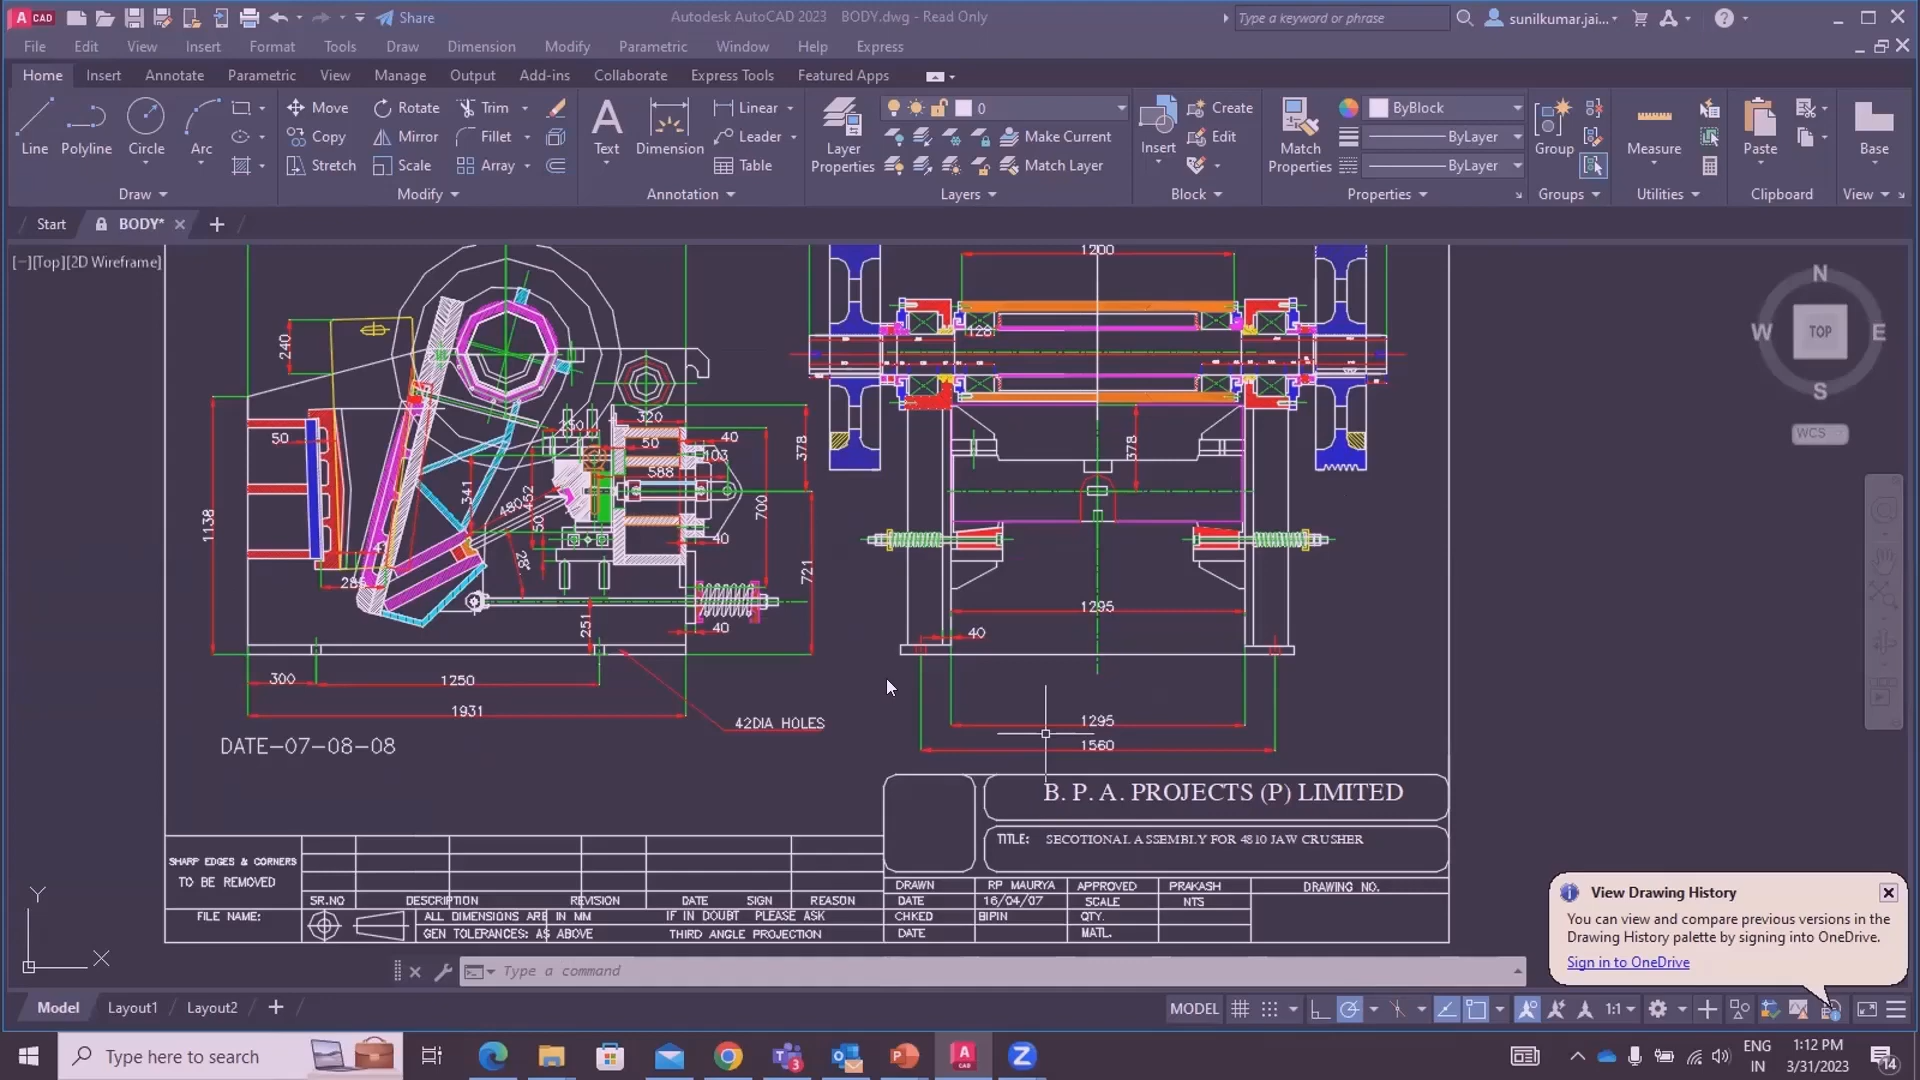 A CAD Share Autodesk AutoCAD 2023 BODY.dwg - Read Only Type a keyword or phrase sunilkumar.jai...
File Edit View Insert Format Tools Draw Dimension Modify Parametric Window Help Express
Home Insert Annotate Parametric View Manage Output Add-ins Collaborate Express Tools Featured Apps
Line Polyline Circle Arc
Move Rotate Trim
Copy Mirror Fillet
Stretch Scale Array
Text Dimension
Linear
Leader
Table
Layer Properties
0
Make Current
Match Layer
Insert
Create
Edit
Match Properties
ByBlock
ByLayer
ByLayer
Group
Measure
Paste
Base
Draw Modify Annotation Layers Block Properties Groups Utilities Clipboard View
Start BODY*
[−][Top][2D Wireframe]
N
W TOP E
S
WCS
1200
240
128
320
250
50
40
103
588
378
378
50
341
480
452
50
700
1138
40
28°
285
721
251
40
1295
40
300 1250
1931
42DIA HOLES
1295
1560
DATE-07-08-08
B. P. A. PROJECTS (P) LIMITED
TITLE: SECOTIONAL ASSEMBLY FOR 4810 JAW CRUSHER
SHARP EDGES & CORNERS
TO BE REMOVED
SR.NO DESCRIPTION REVISION DATE SIGN REASON
FILE NAME: ALL DIMENSIONS ARE IN MM IF IN DOUBT PLEASE ASK
GEN TOLERANCES: AS ABOVE THIRD ANGLE PROJECTION
DRAWN RP MAURYA APPROVED PRAKASH DRAWING NO.
DATE 16/04/07 SCALE NTS
CHKED BIPIN QTY.
DATE MATL.
Y
X
View Drawing History
You can view and compare previous versions in the
Drawing History palette by signing into OneDrive.
Sign in to OneDrive
Type a command
Model Layout1 Layout2 MODEL 1:1
Type here to search
3
A CAD
Z
ENG
IN
1:12 PM
3/31/2023
14